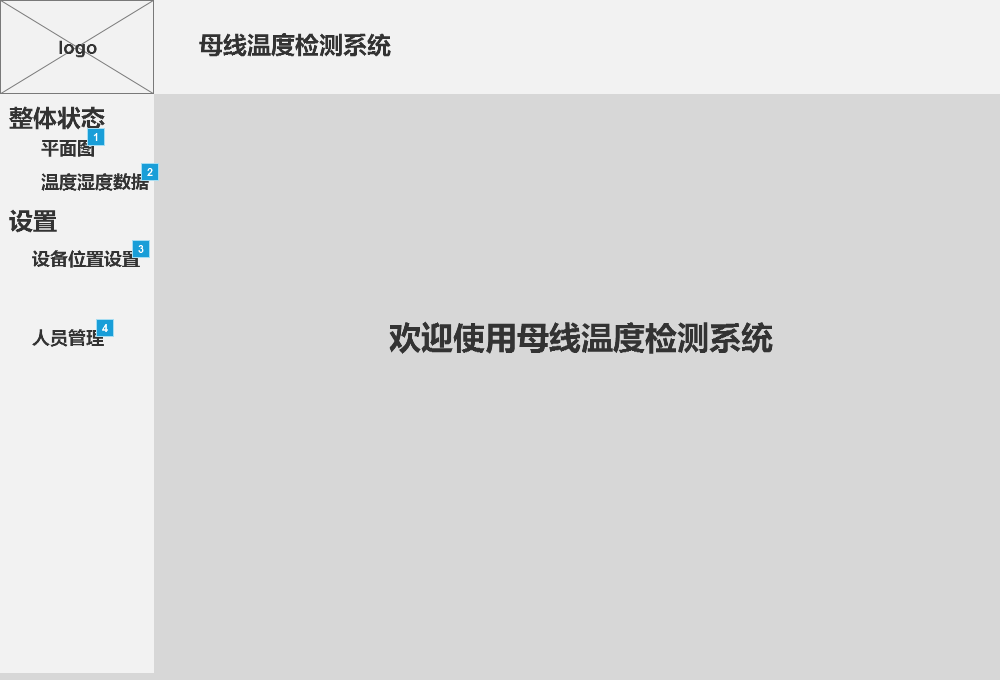 logo
母线温度检测系统
整体状态
1
平面图
2
温度湿度数据
设置
3
设备位置设置
4
人员管理
欢迎使用母线温度检测系统